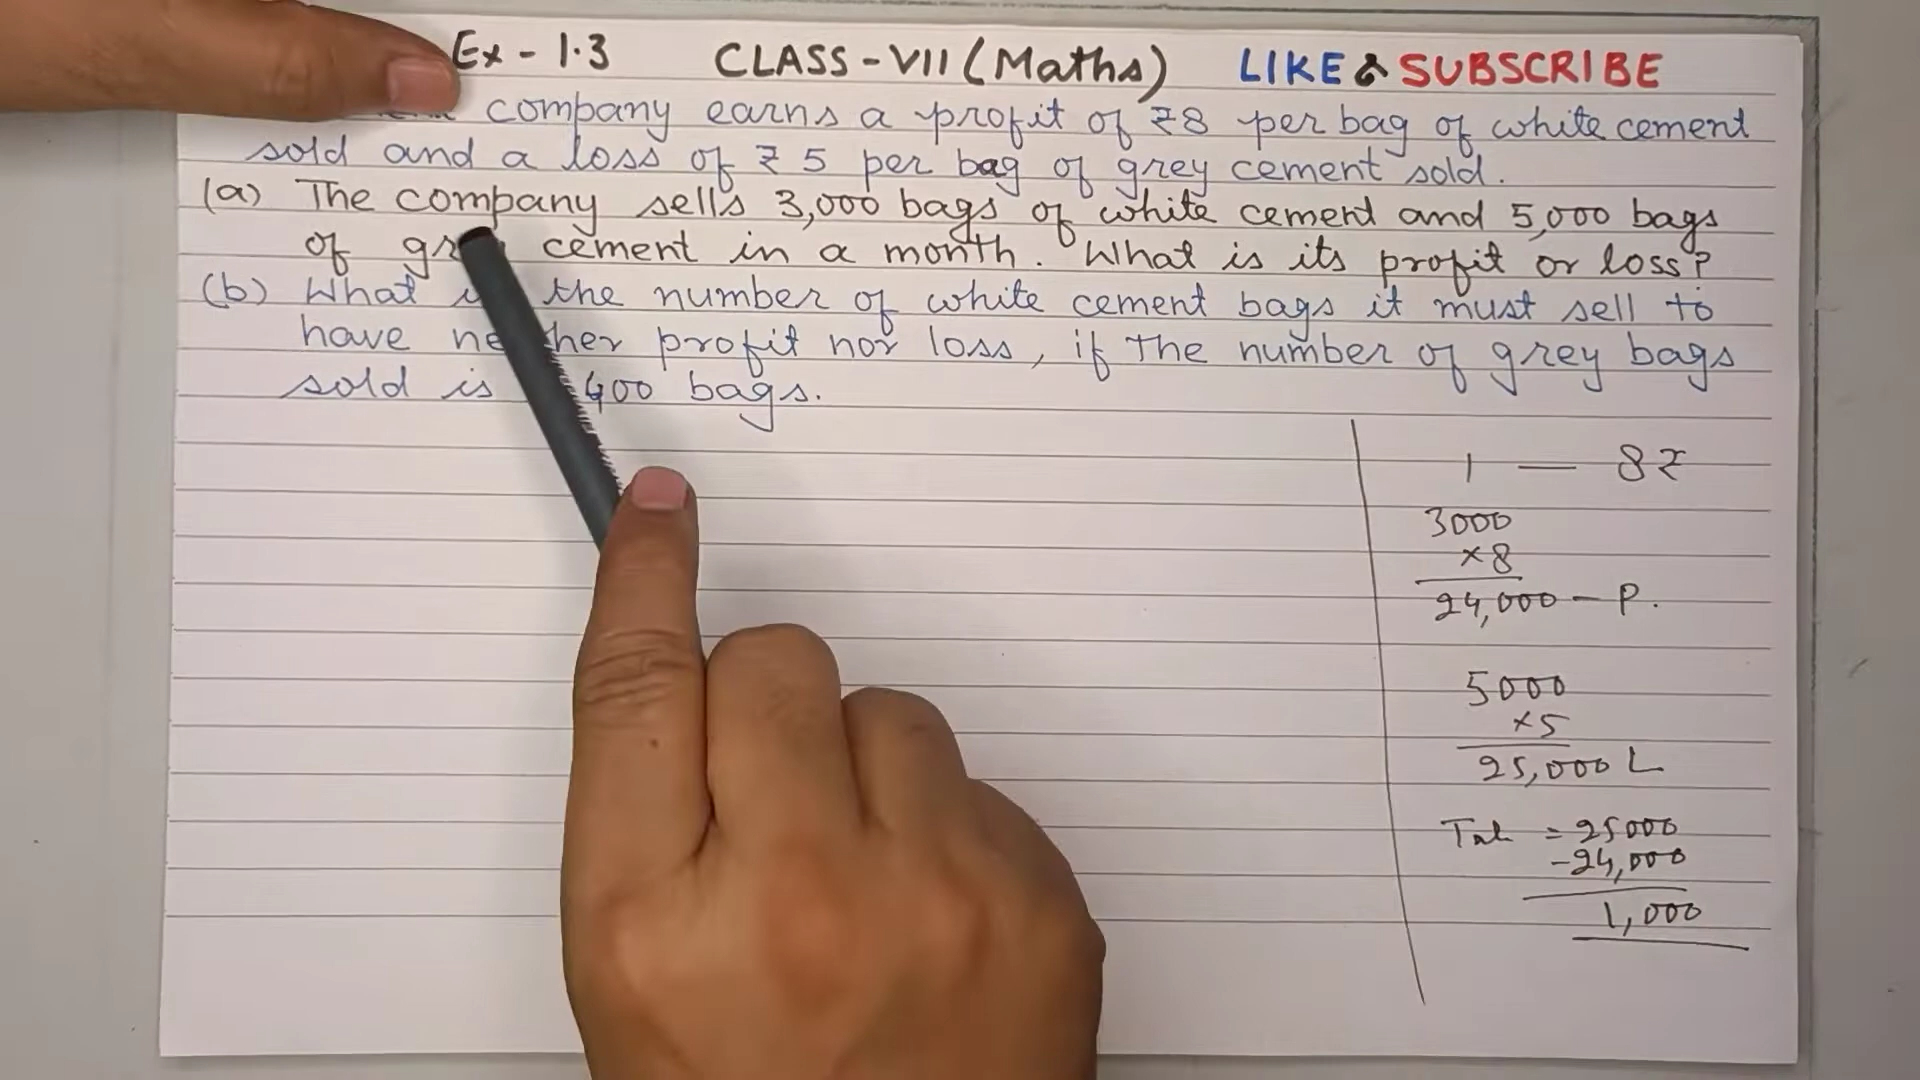 Ex - 1.3 CLASS - VII (Maths) LIKE & SUBSCRIBE
company earns a profit of ₹8 per bag of white cement
sold and a loss of ₹5 per bag of grey cement sold.
(a) The company sells 3,000 bags of white cement and 5,000 bags
of cement in a month. What is its profit or loss?
(b) What the number of white cement bags it must sell to
have profit nor loss, if the number of grey bags
sold is 400 bags.
1 — 8₹
3000
×8
24,000 - P.
5000
×5
25,000 L
= 25000
-24,000
1,000